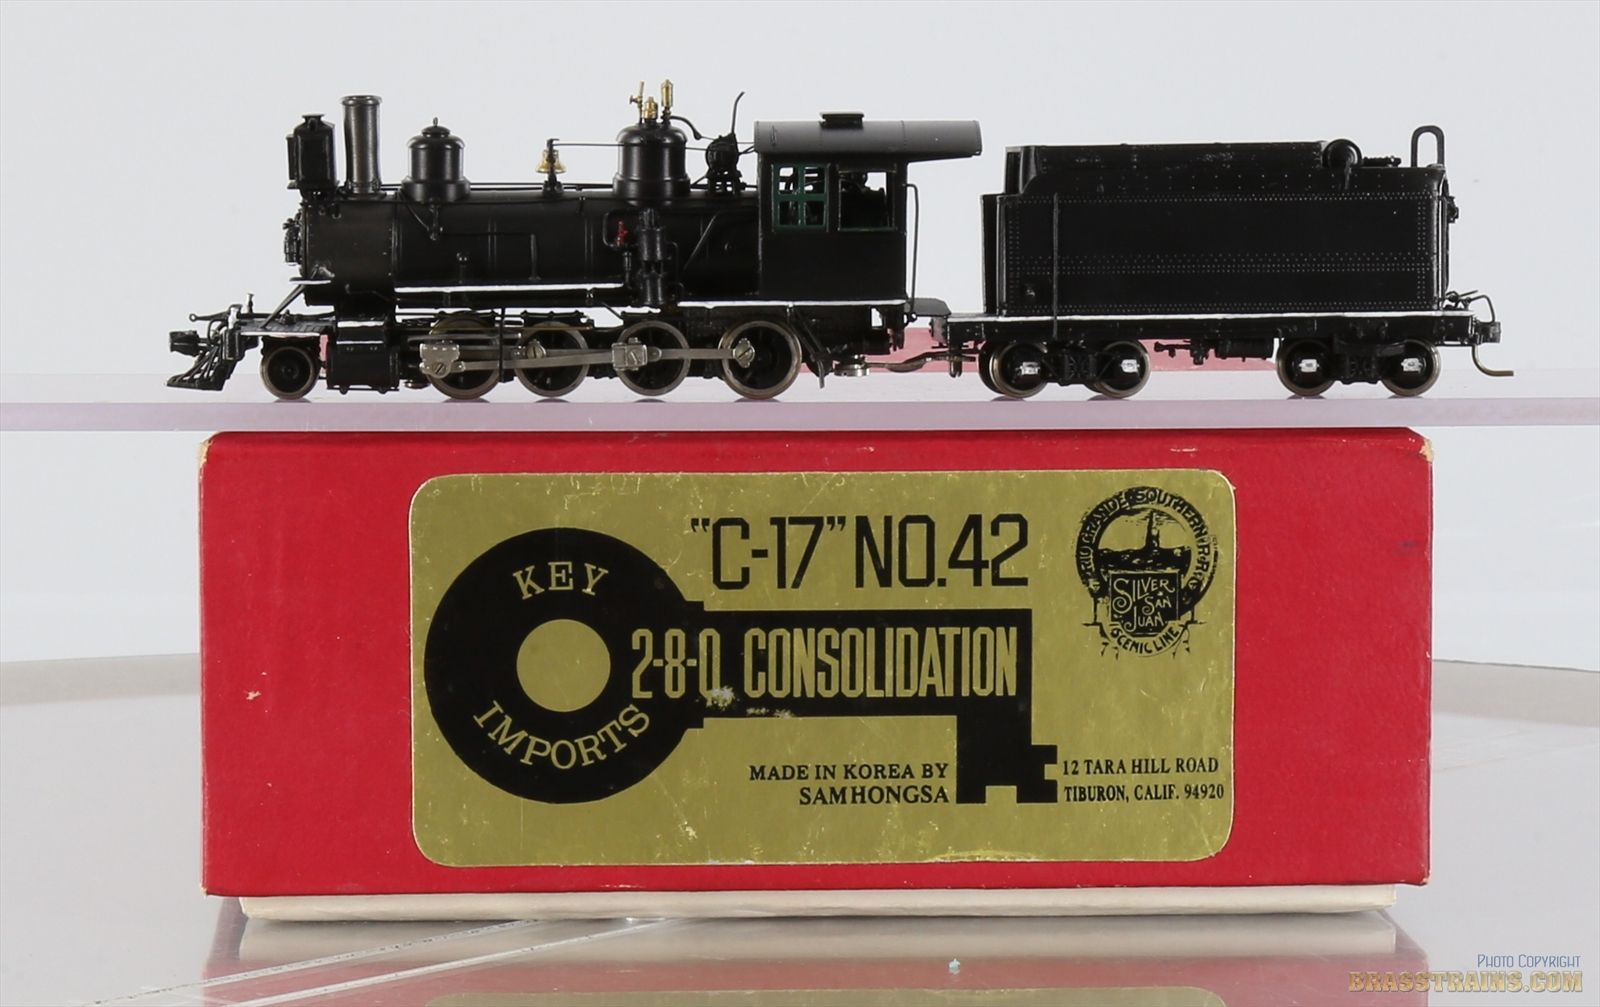 "C-17" NO.42
KEY
IMPORTS
2-8-0 CONSOLIDATION
MADE IN KOREA BY
SAMHONGSA
12 TARA HILL ROAD
TIBURON, CALIF. 94920
RIO GRANDE SOUTHERN R.R.
SILVER
SAN
JUAN
SCENIC LINE
PHOTO COPYRIGHT
BRASSTRAINS.COM